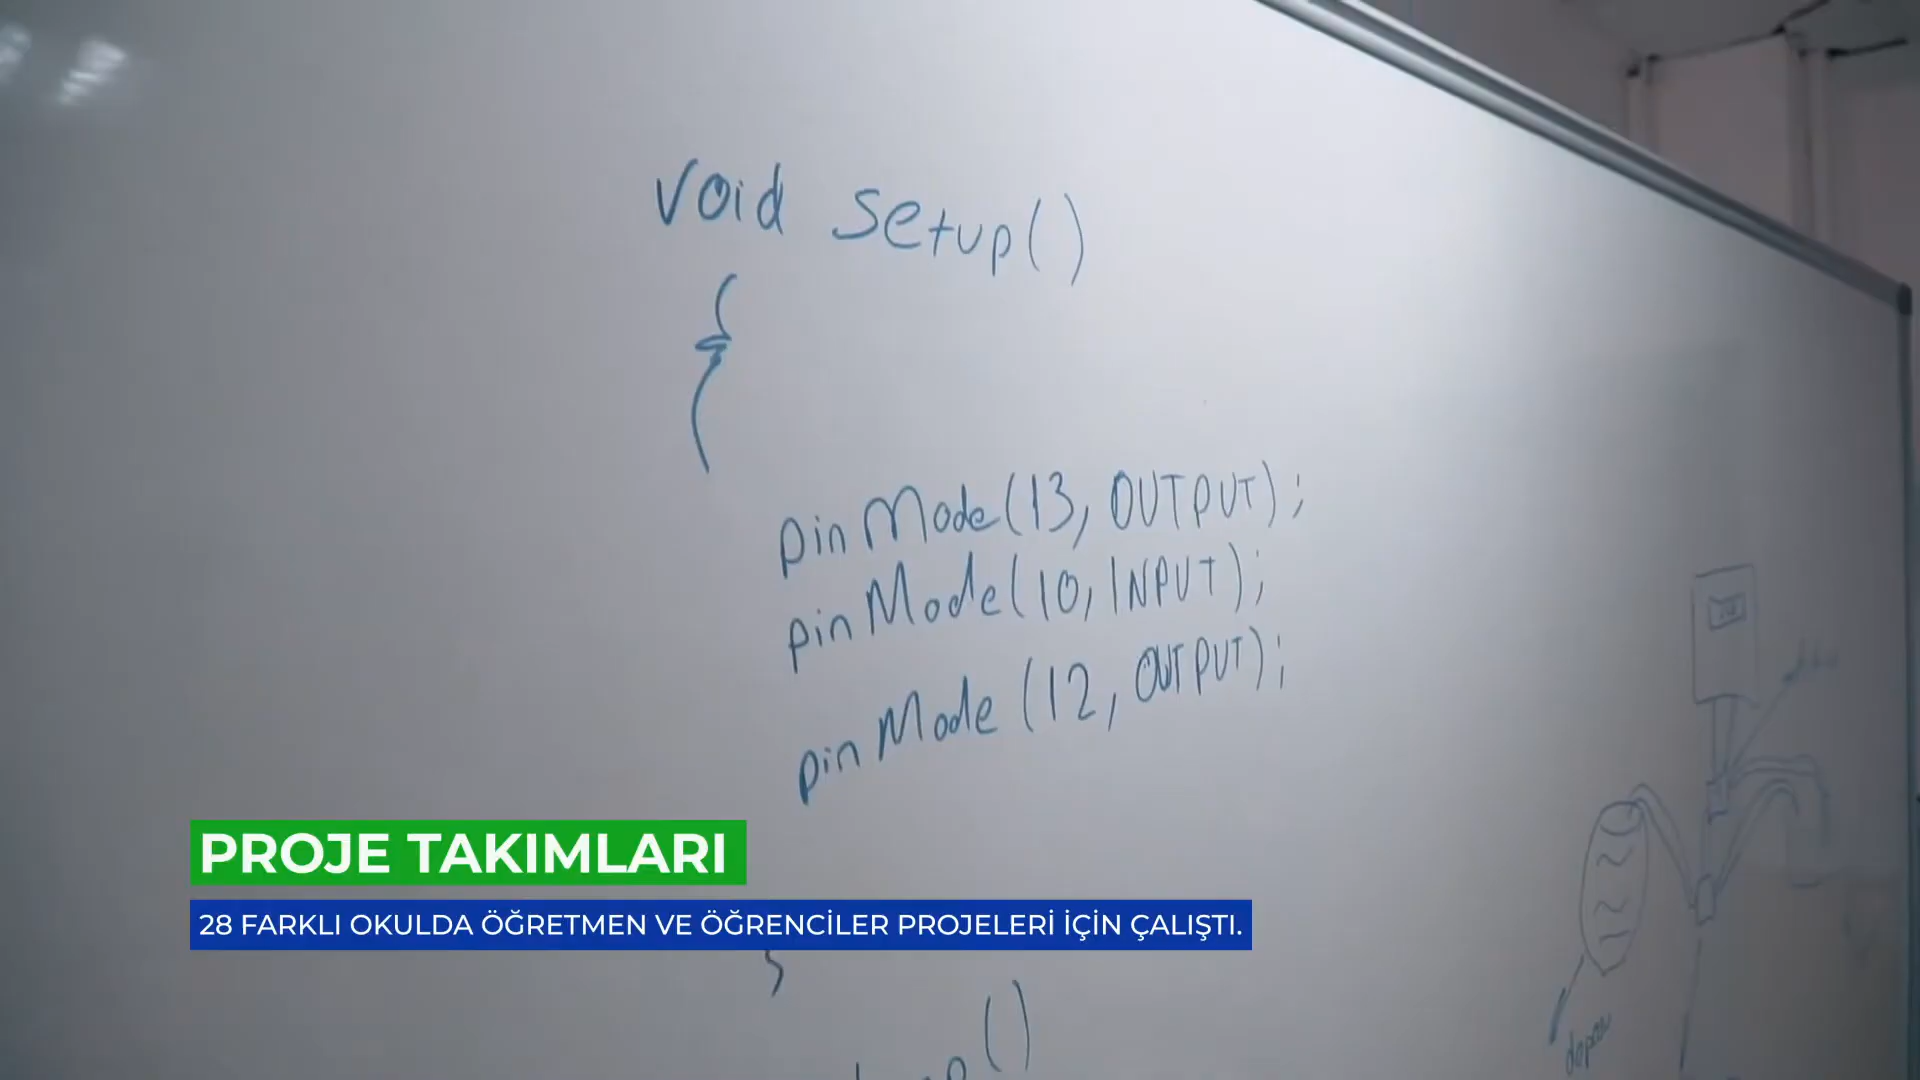 void setup()
{
pinMode(13, OUTPUT);
pinMode(10, INPUT);
pinMode (12, OUTPUT);
PROJE TAKIMLARI
28 FARKLI OKULDA ÖĞRETMEN VE ÖĞRENCİLER PROJELERİ İÇİN ÇALIŞTI.
}
()